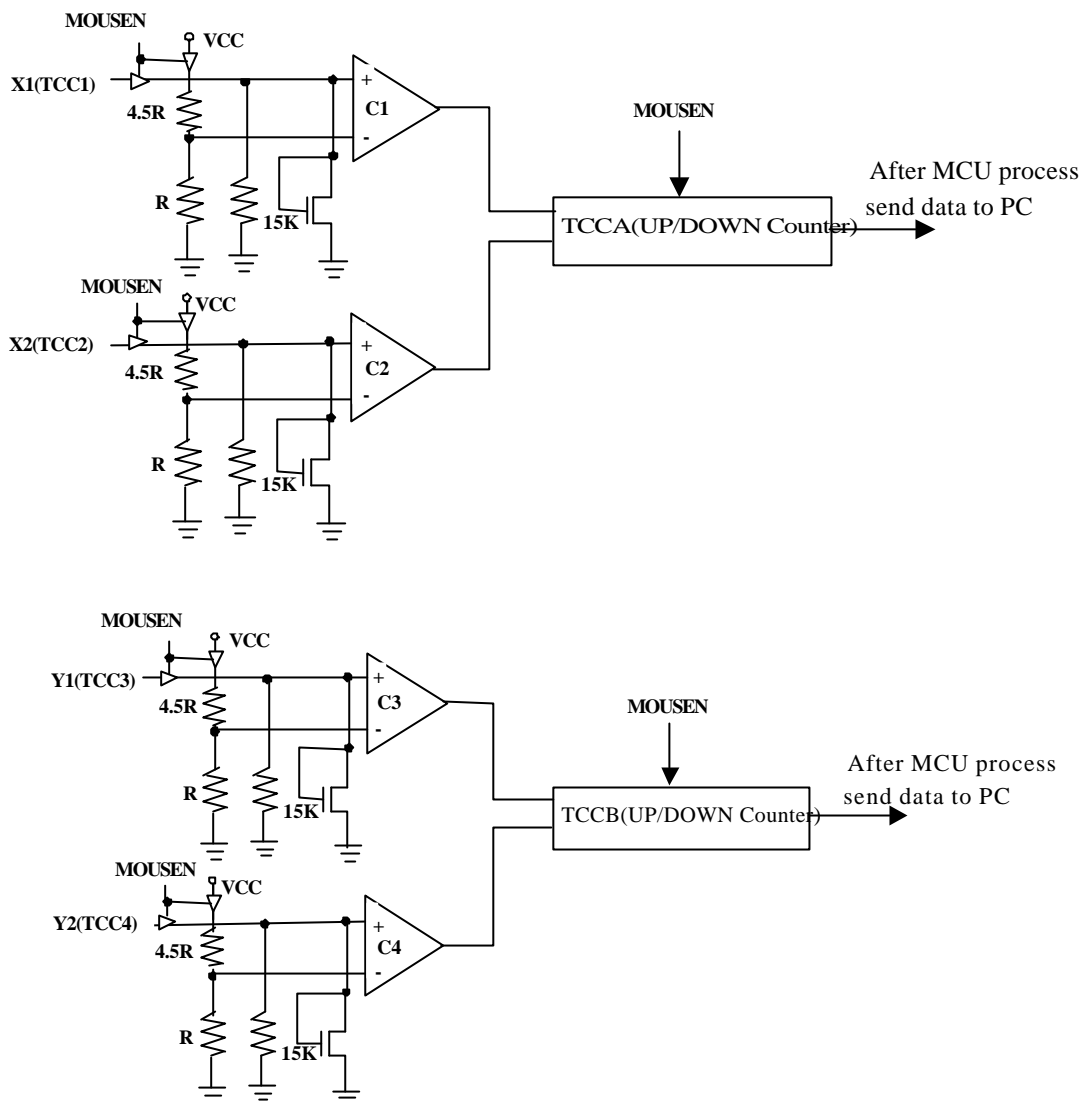 MOUSEN
VCC
X1(TCC1)
+
C1
-
4.5R
R
15K
MOUSEN
TCCA(UP/DOWN Counter)
After MCU process
send data to PC
MOUSEN
VCC
X2(TCC2)
+
C2
-
4.5R
R
15K
MOUSEN
VCC
Y1(TCC3)
+
C3
-
4.5R
R
15K
MOUSEN
TCCB(UP/DOWN Counter)
After MCU process
send data to PC
MOUSEN
VCC
Y2(TCC4)
+
C4
-
4.5R
R
15K